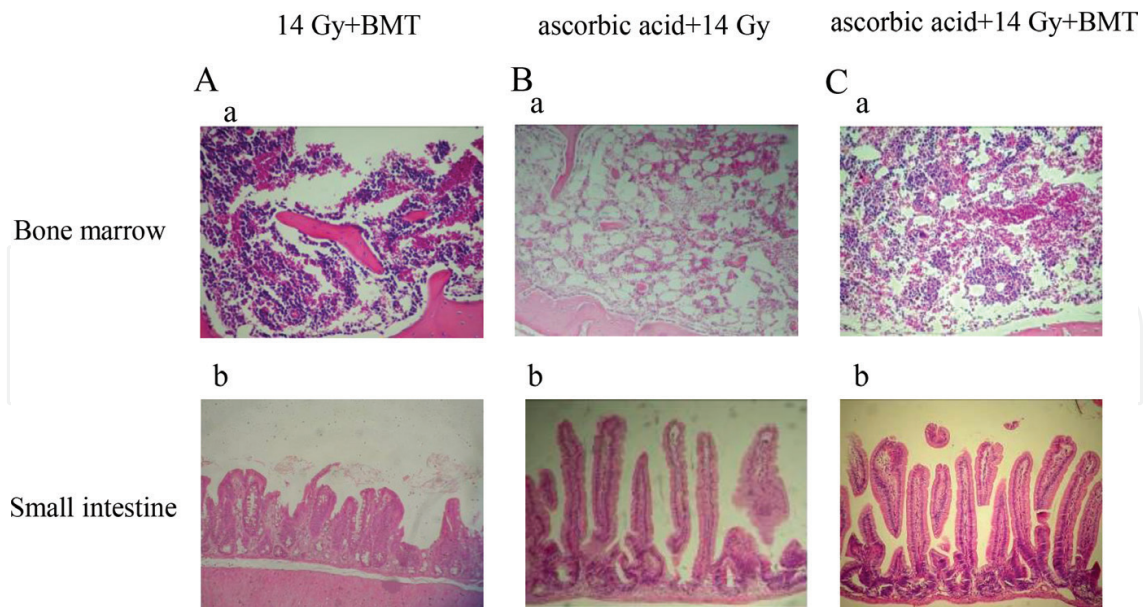 14 Gy+BMT ascorbic acid+14 Gy ascorbic acid+14 Gy+BMT
A B C
a a a
Bone marrow
b b b
Small intestine